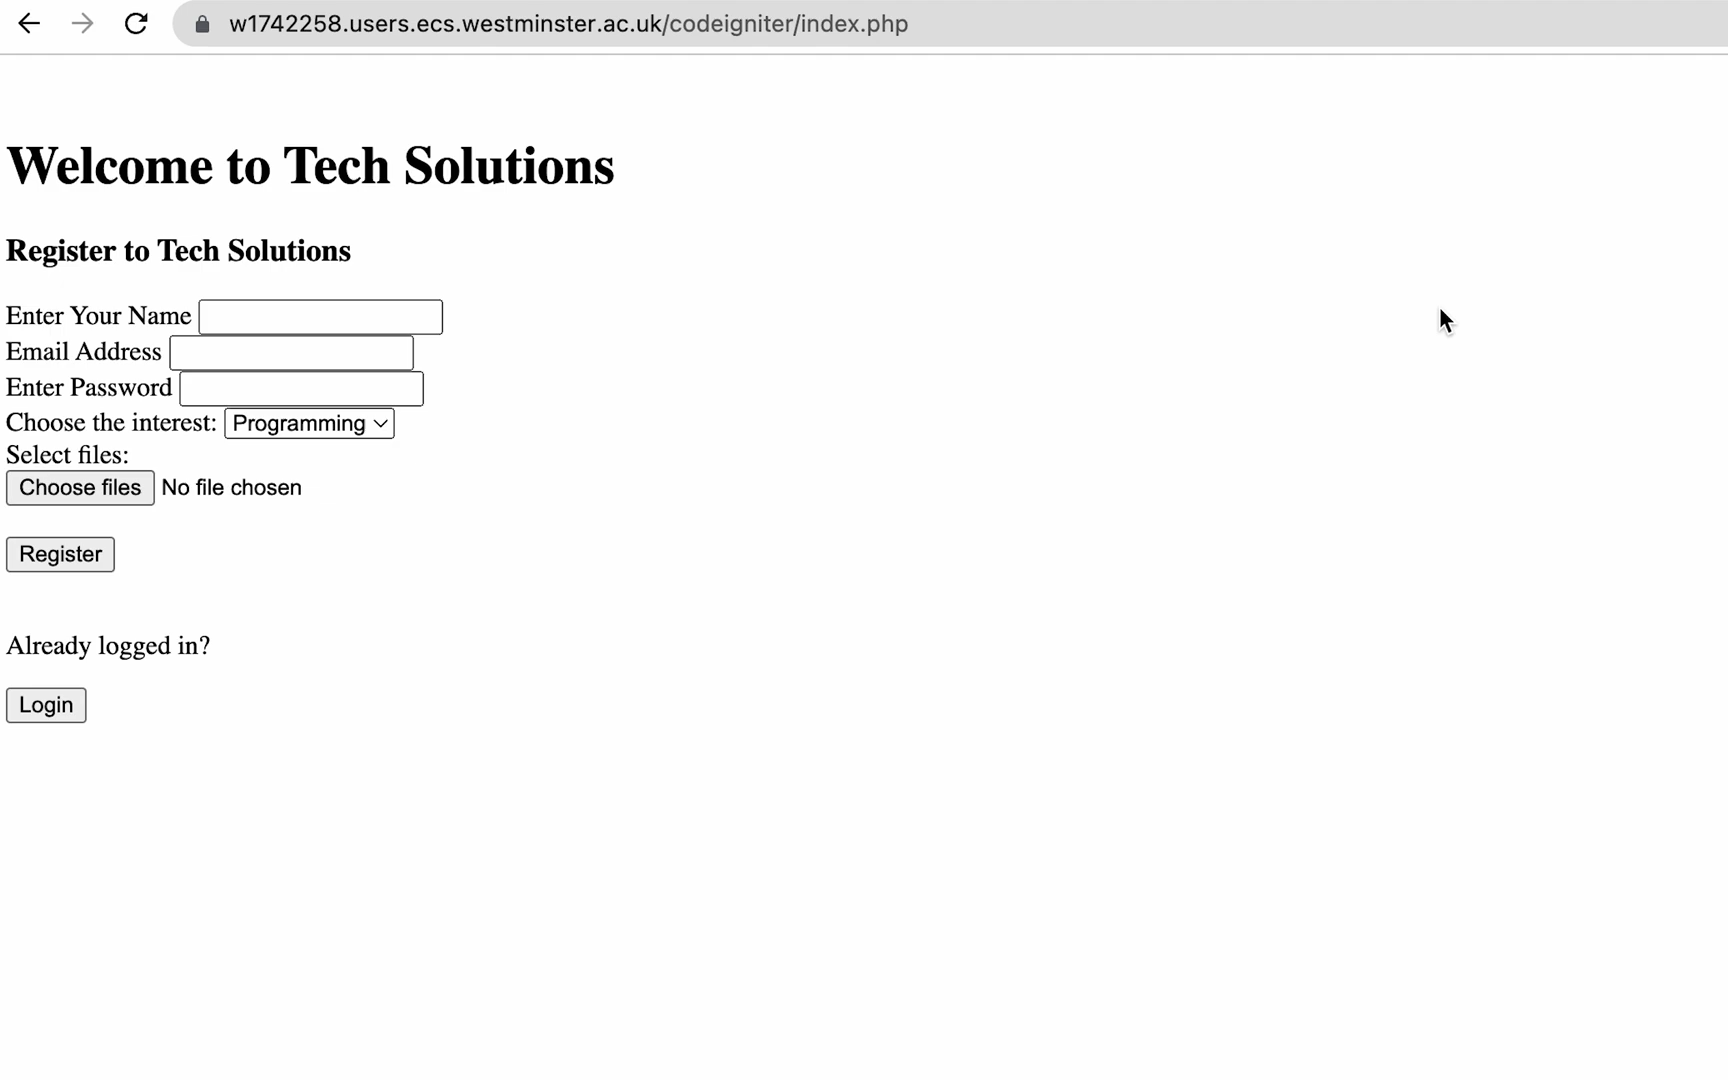 w1742258.users.ecs.westminster.ac.uk/codeigniter/index.php
Welcome to Tech Solutions
Register to Tech Solutions
Enter Your Name
Email Address
Enter Password
Choose the interest: Programming
Select files:
Choose files No file chosen
Register
Already logged in?
Login